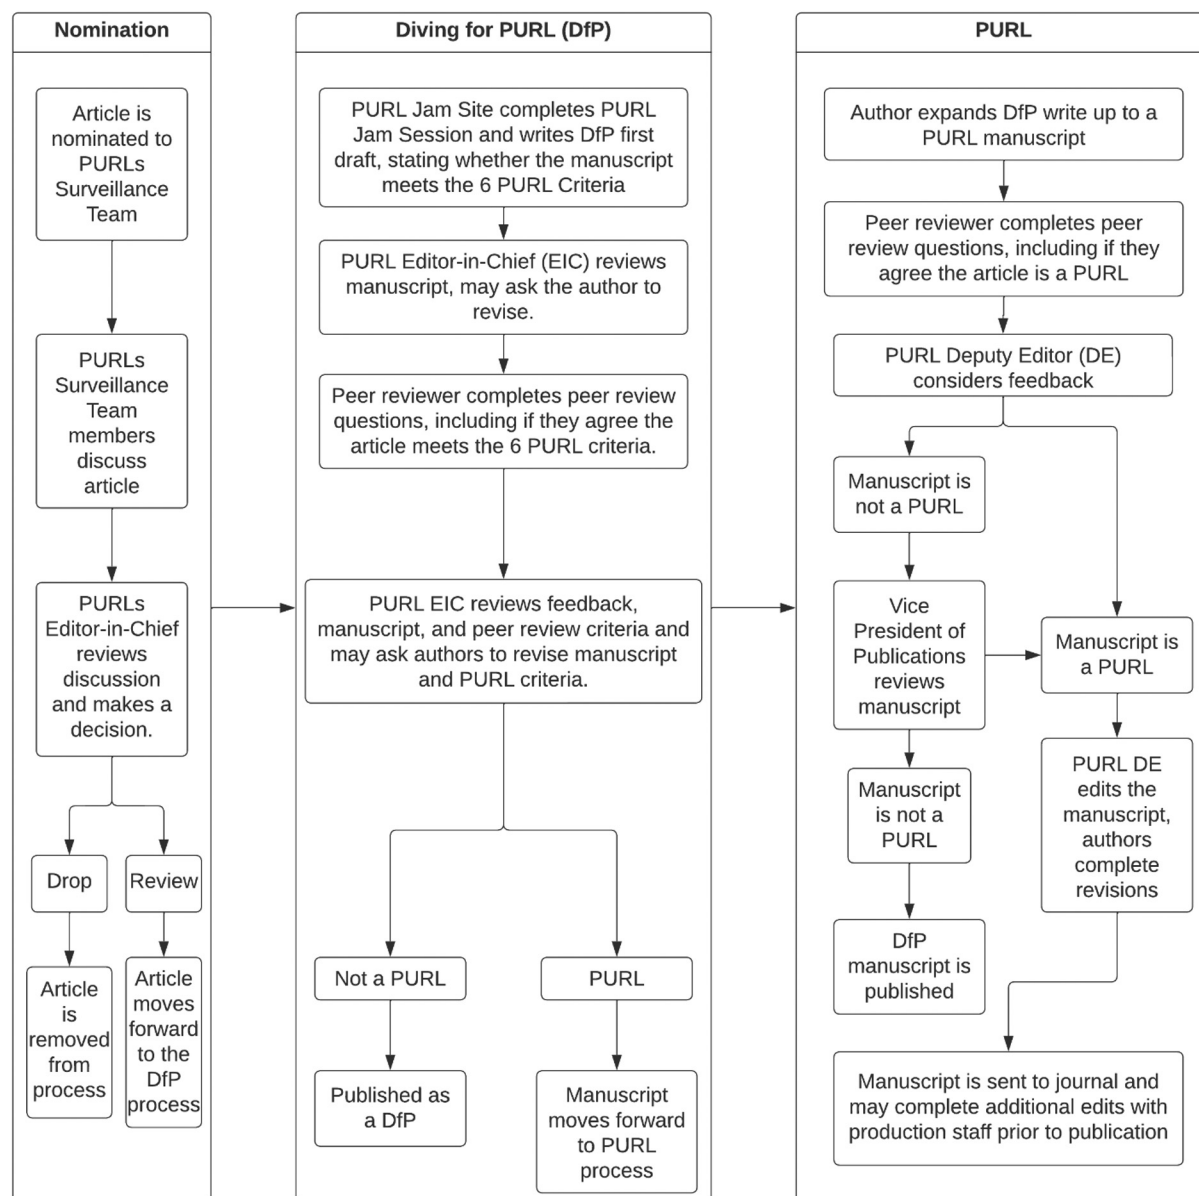 Nomination
Article is
nominated to
PURLs
Surveillance
Team
PURLs
Surveillance
Team
members
discuss
article
PURLs
Editor-in-Chief
reviews
discussion
and makes a
decision.
Drop
Review
Article
is
removed
from
process
Article
moves
forward
to the
DfP
process
Diving for PURL (DfP)
PURL Jam Site completes PURL
Jam Session and writes DfP first
draft, stating whether the manuscript
meets the 6 PURL Criteria
PURL Editor-in-Chief (EIC) reviews
manuscript, may ask the author to
revise.
Peer reviewer completes peer review
questions, including if they agree the
article meets the 6 PURL criteria.
PURL EIC reviews feedback,
manuscript, and peer review criteria and
may ask authors to revise manuscript
and PURL criteria.
Not a PURL
PURL
Published as
a DfP
Manuscript
moves forward
to PURL
process
PURL
Author expands DfP write up to a
PURL manuscript
Peer reviewer completes peer
review questions, including if they
agree the article is a PURL
PURL Deputy Editor (DE)
considers feedback
Manuscript is
not a PURL
Vice
President of
Publications
reviews
manuscript
Manuscript is
a PURL
Manuscript
is not a
PURL
PURL DE
edits the
manuscript,
authors
complete
revisions
DfP
manuscript is
published
Manuscript is sent to journal and
may complete additional edits with
production staff prior to publication